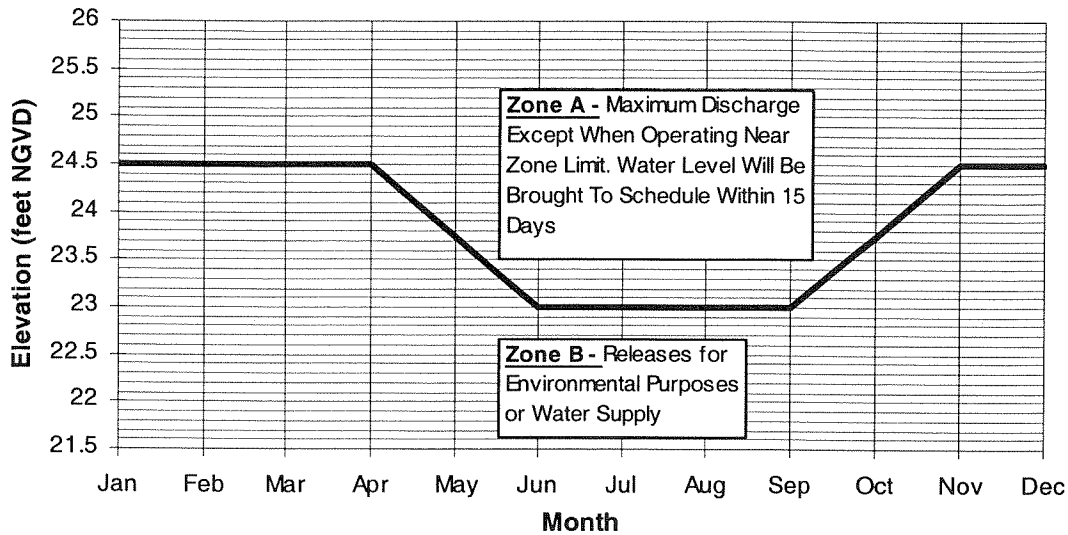 26
25.5
25
24.5
24
23.5
23
22.5
22
21.5
Elevation (feet NGVD)
Zone A - Maximum Discharge
Except When Operating Near
Zone Limit. Water Level Will Be
Brought To Schedule Within 15
Days
Zone B - Releases for
Environmental Purposes
or Water Supply
Jan Feb Mar Apr May Jun Jul Aug Sep Oct Nov Dec
Month